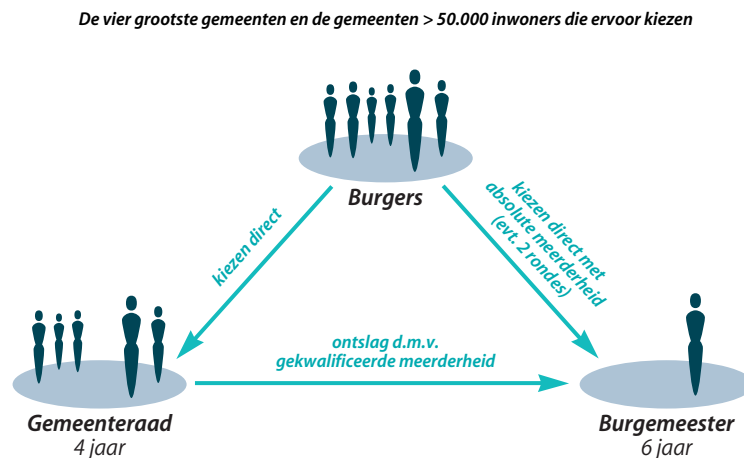 De vier grootste gemeenten en de gemeenten > 50.000 inwoners die ervoor kiezen
Burgers
kiezen direct
kiezen direct met
absolute meerderheid
(evt. 2 rondes)
ontslag d.m.v.
gekwalificeerde meerderheid
Gemeenteraad
4 jaar
Burgemeester
6 jaar